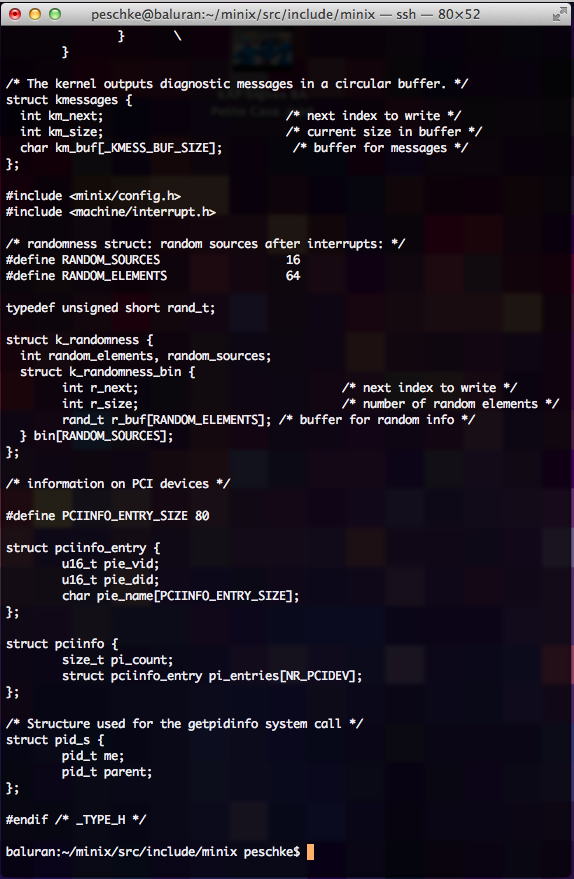 peschke@baluran:~/minix/src/include/minix — ssh — 80×52
} \
}
/* The kernel outputs diagnostic messages in a circular buffer. */
struct kmessages {
int km_next; /* next index to write */
int km_size; /* current size in buffer */
char km_buf[_KMESS_BUF_SIZE]; /* buffer for messages */
};
#include <minix/config.h>
#include <machine/interrupt.h>
/* randomness struct: random sources after interrupts: */
#define RANDOM_SOURCES 16
#define RANDOM_ELEMENTS 64
typedef unsigned short rand_t;
struct k_randomness {
int random_elements, random_sources;
struct k_randomness_bin {
int r_next; /* next index to write */
int r_size; /* number of random elements */
rand_t r_buf[RANDOM_ELEMENTS]; /* buffer for random info */
} bin[RANDOM_SOURCES];
};
/* information on PCI devices */
#define PCIINFO_ENTRY_SIZE 80
struct pciinfo_entry {
u16_t pie_vid;
u16_t pie_did;
char pie_name[PCIINFO_ENTRY_SIZE];
};
struct pciinfo {
size_t pi_count;
struct pciinfo_entry pi_entries[NR_PCIDEV];
};
/* Structure used for the getpidinfo system call */
struct pid_s {
pid_t me;
pid_t parent;
};
#endif /* _TYPE_H */
baluran:~/minix/src/include/minix peschke$